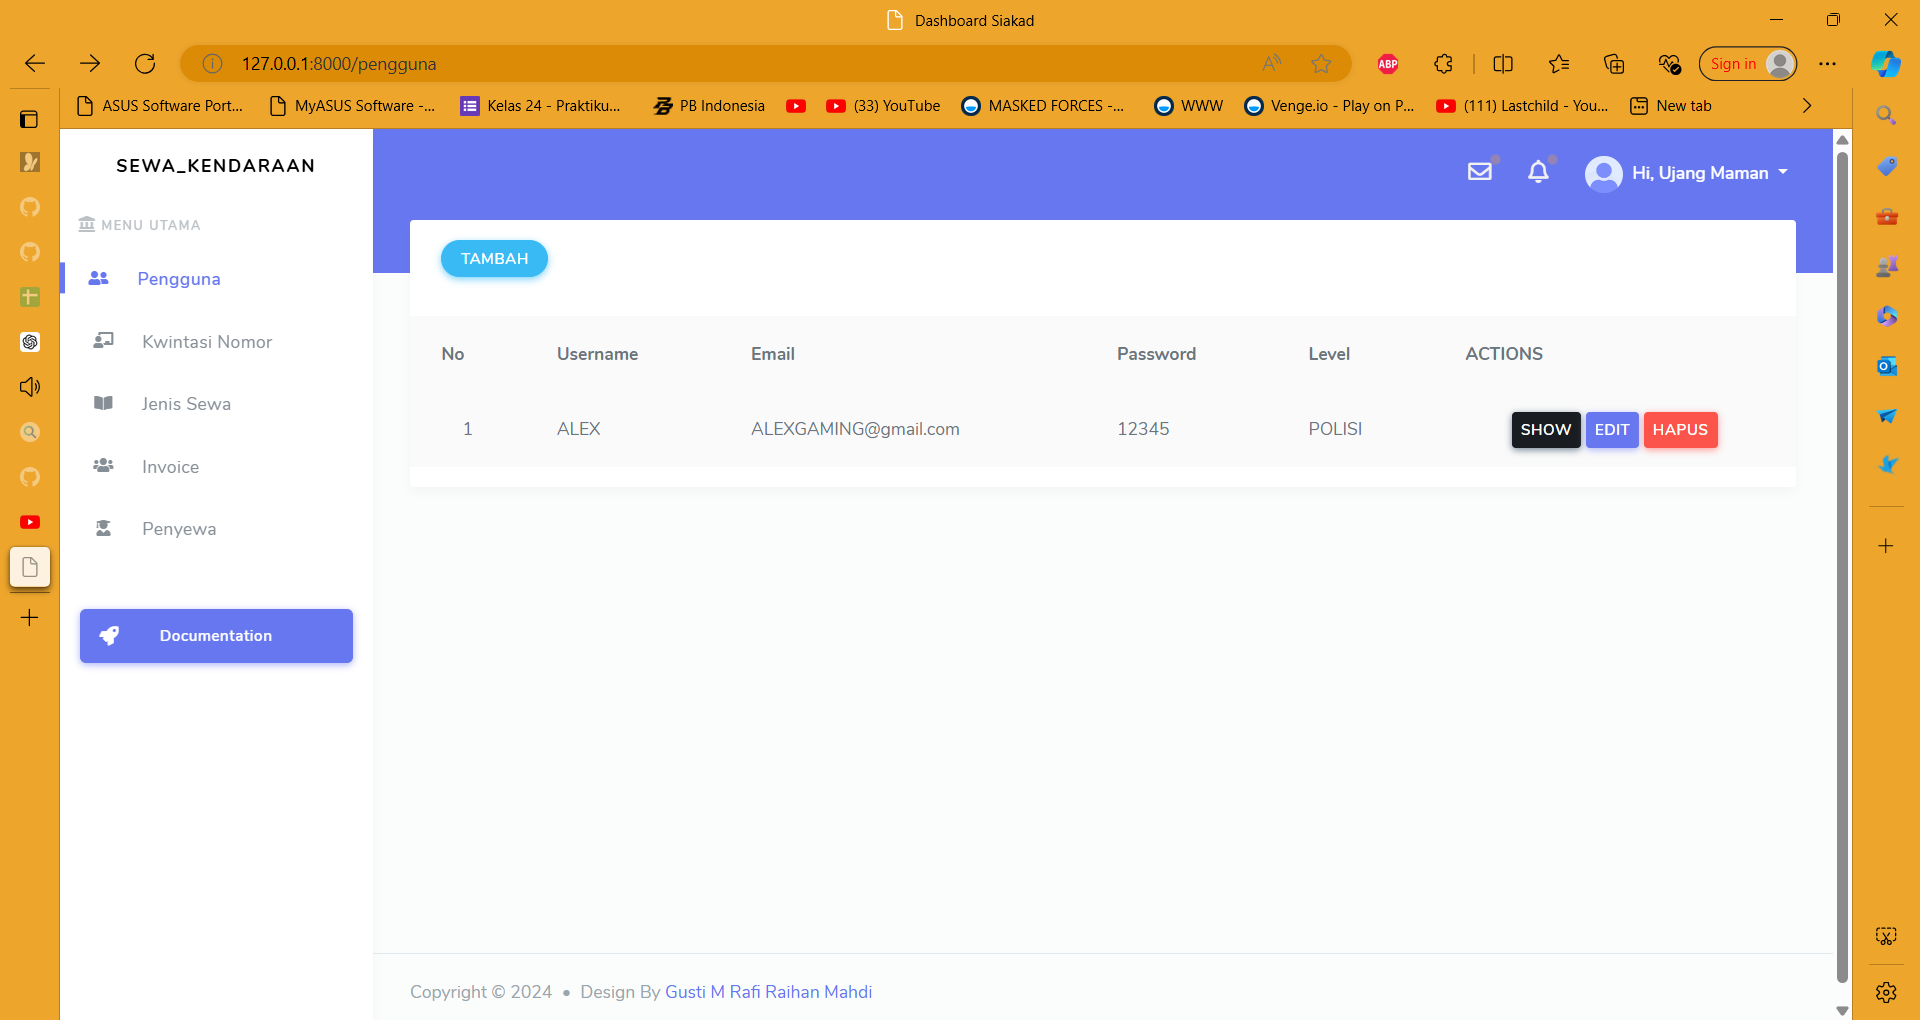 Dashboard Siakad
127.0.0.1:8000/pengguna
ABP
Sign in
ASUS Software Port...
MyASUS Software -...
Kelas 24 - Praktiku...
PB Indonesia
(33) YouTube
MASKED FORCES -...
WWW
Venge.io - Play on P...
(111) Lastchild - You...
New tab
SEWA_KENDARAAN
Hi, Ujang Maman
MENU UTAMA
Pengguna
Kwintasi Nomor
Jenis Sewa
Invoice
Penyewa
Documentation
TAMBAH
No Username Email Password Level ACTIONS
1 ALEX ALEXGAMING@gmail.com 12345 POLISI SHOW EDIT HAPUS
Copyright © 2024 • Design By Gusti M Rafi Raihan Mahdi